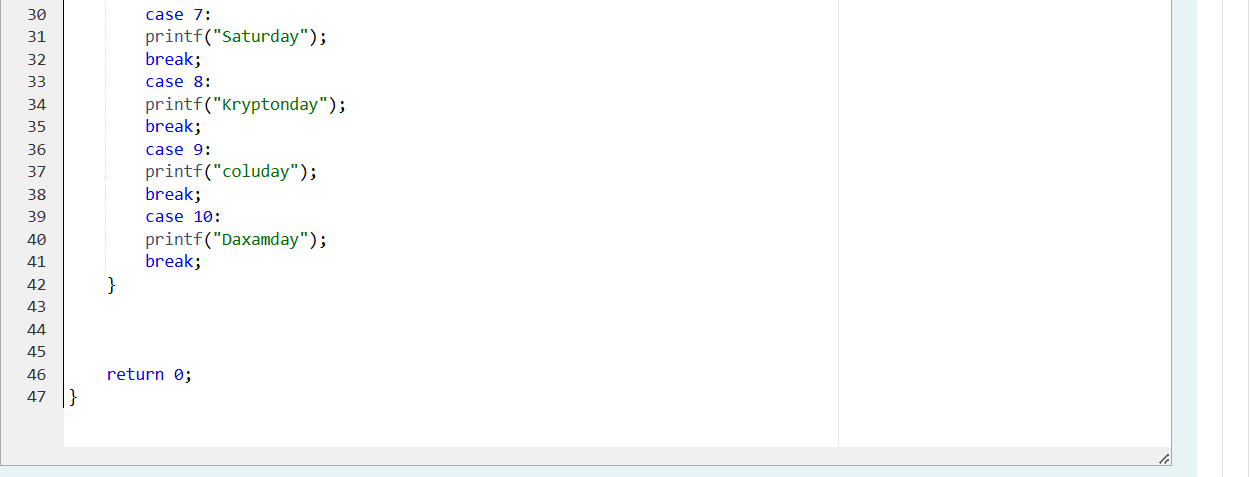 30 case 7:
31 printf("Saturday");
32 break;
33 case 8:
34 printf("Kryptonday");
35 break;
36 case 9:
37 printf("coluday");
38 break;
39 case 10:
40 printf("Daxamday");
41 break;
42 }
43
44
45
46 return 0;
47 }